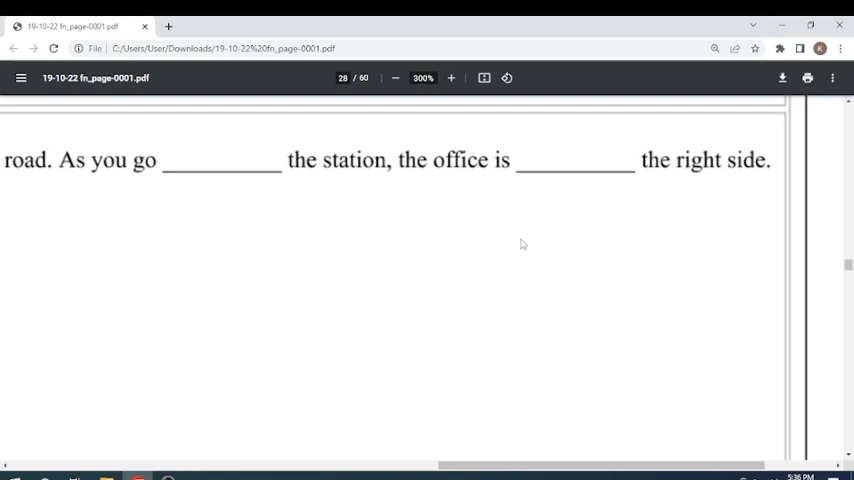 19-10-22 fn_page-0001.pdf
File C:/Users/User/Downloads/19-10-22%20fn_page-0001.pdf K
19-10-22 fn_page-0001.pdf 28 / 60 300%
road. As you go __________ the station, the office is __________ the right side.
5:36 PM